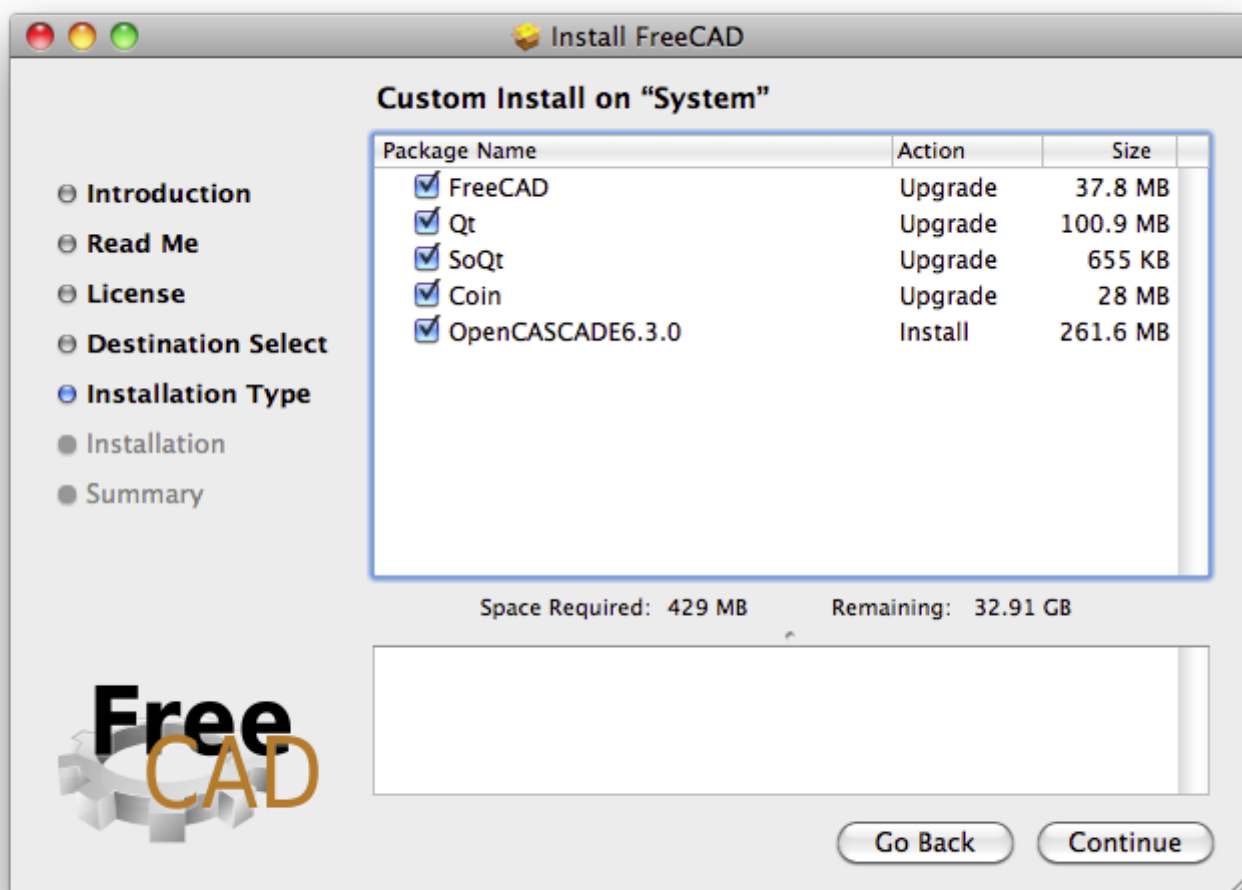 Install FreeCAD
Custom Install on “System”
Introduction
Read Me
License
Destination Select
Installation Type
Installation
Summary
Package Name Action Size
FreeCAD Upgrade 37.8 MB
Qt Upgrade 100.9 MB
SoQt Upgrade 655 KB
Coin Upgrade 28 MB
OpenCASCADE6.3.0 Install 261.6 MB
Space Required: 429 MB Remaining: 32.91 GB
Free
CAD
Go Back Continue